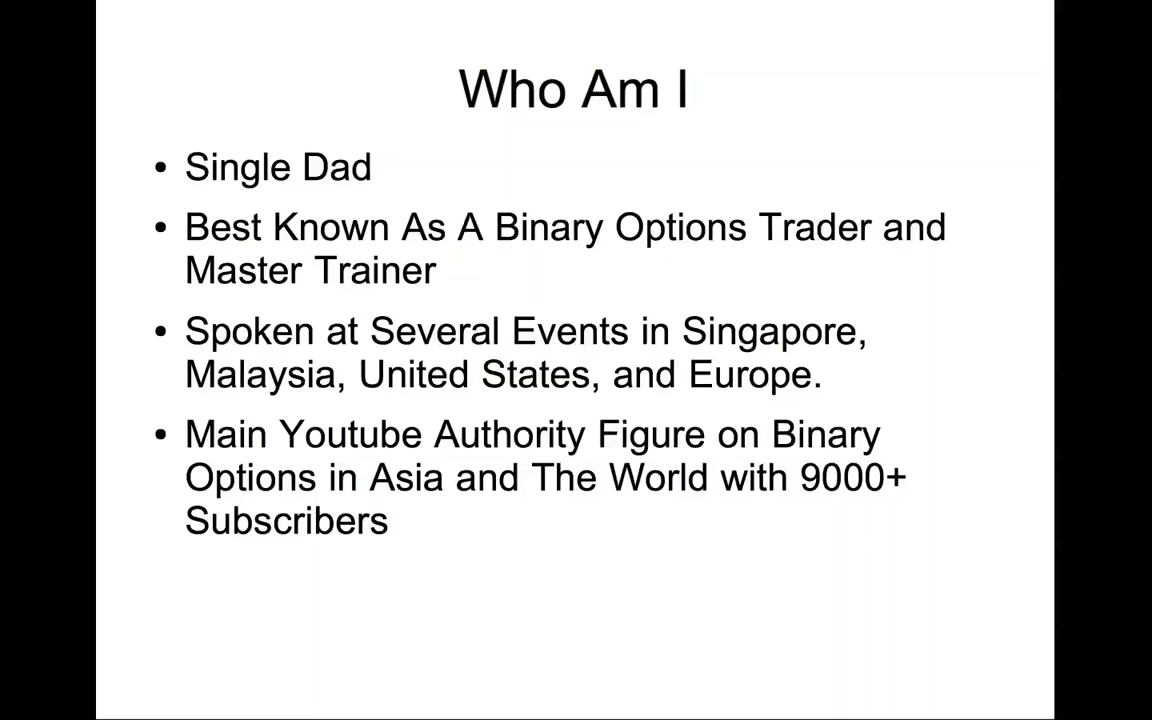 Who Am I
• Single Dad
• Best Known As A Binary Options Trader and
Master Trainer
• Spoken at Several Events in Singapore,
Malaysia, United States, and Europe.
• Main Youtube Authority Figure on Binary
Options in Asia and The World with 9000+
Subscribers